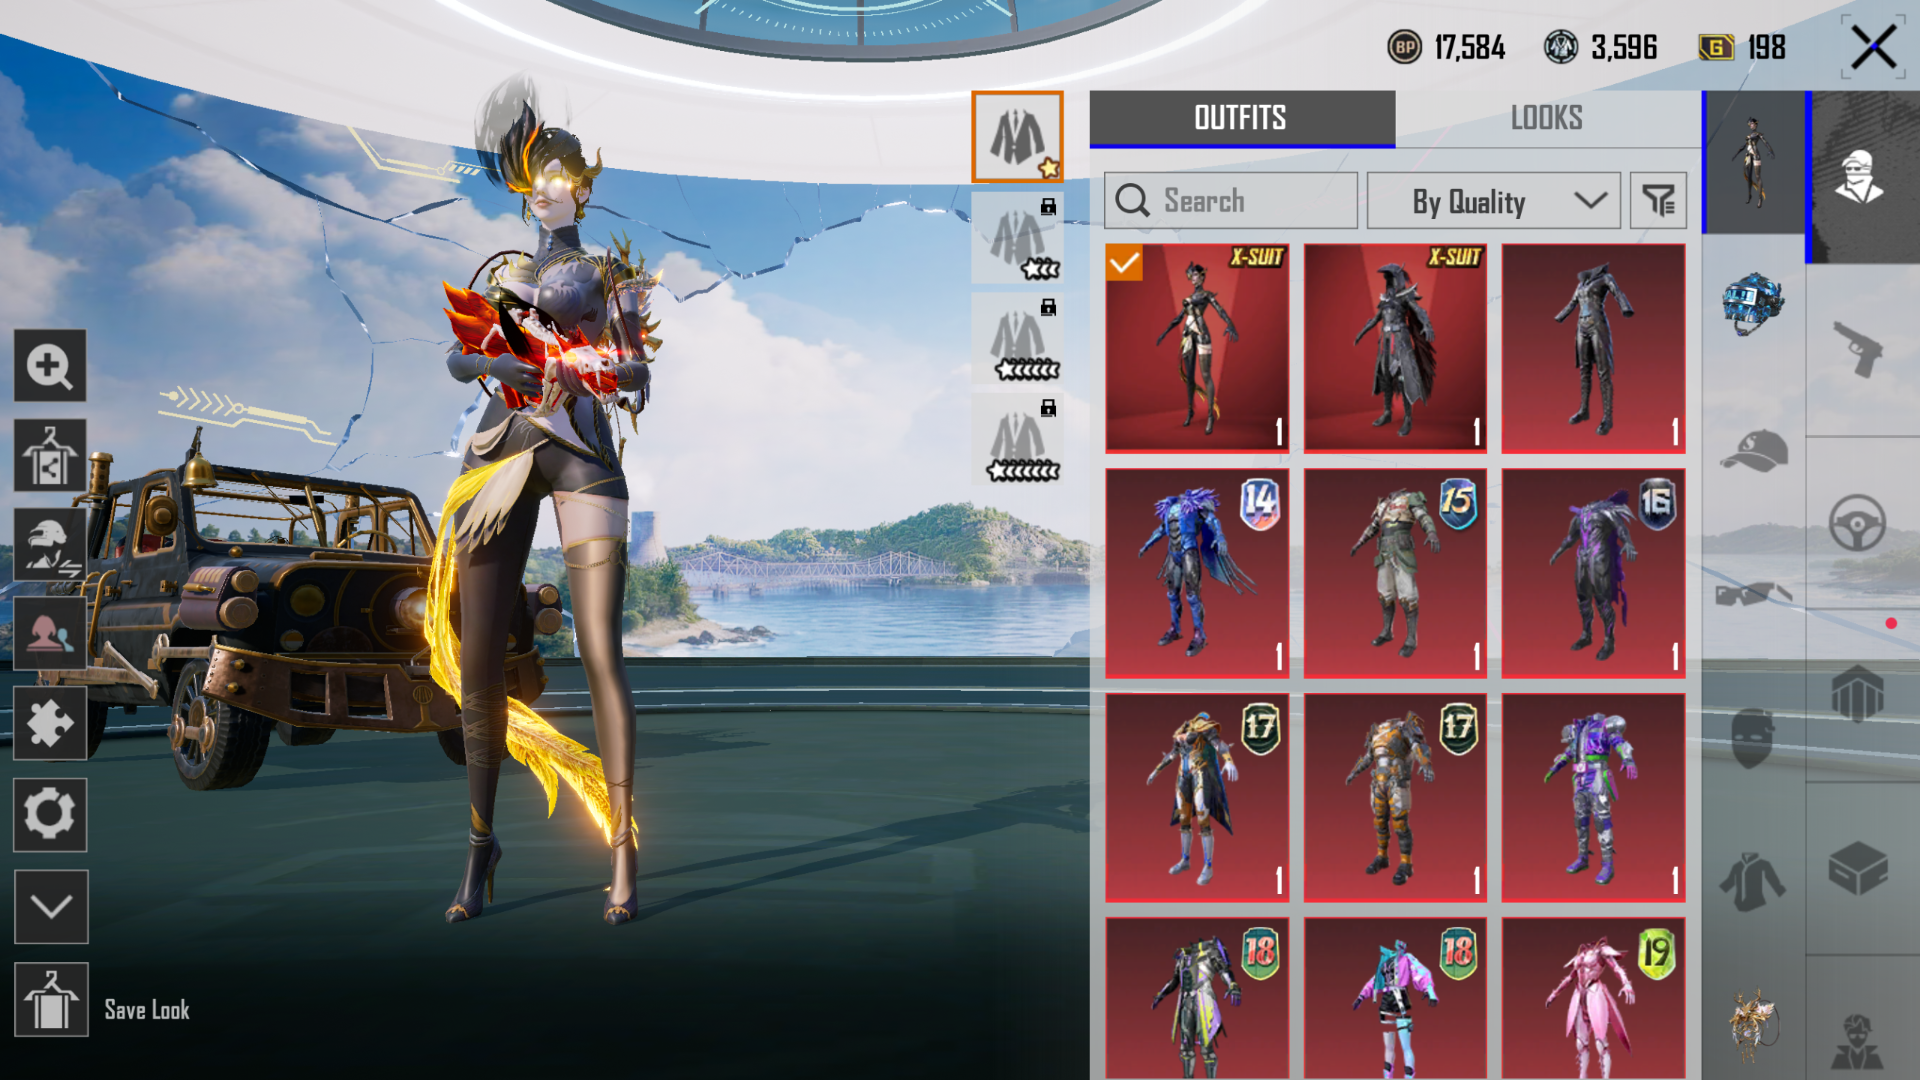 BP 17,584 3,596 G 198
OUTFITS LOOKS
Search By Quality
X-SUIT X-SUIT
1 1 1
14 15 16
1 1 1
17 17
1 1 1
18 18 19
Save Look